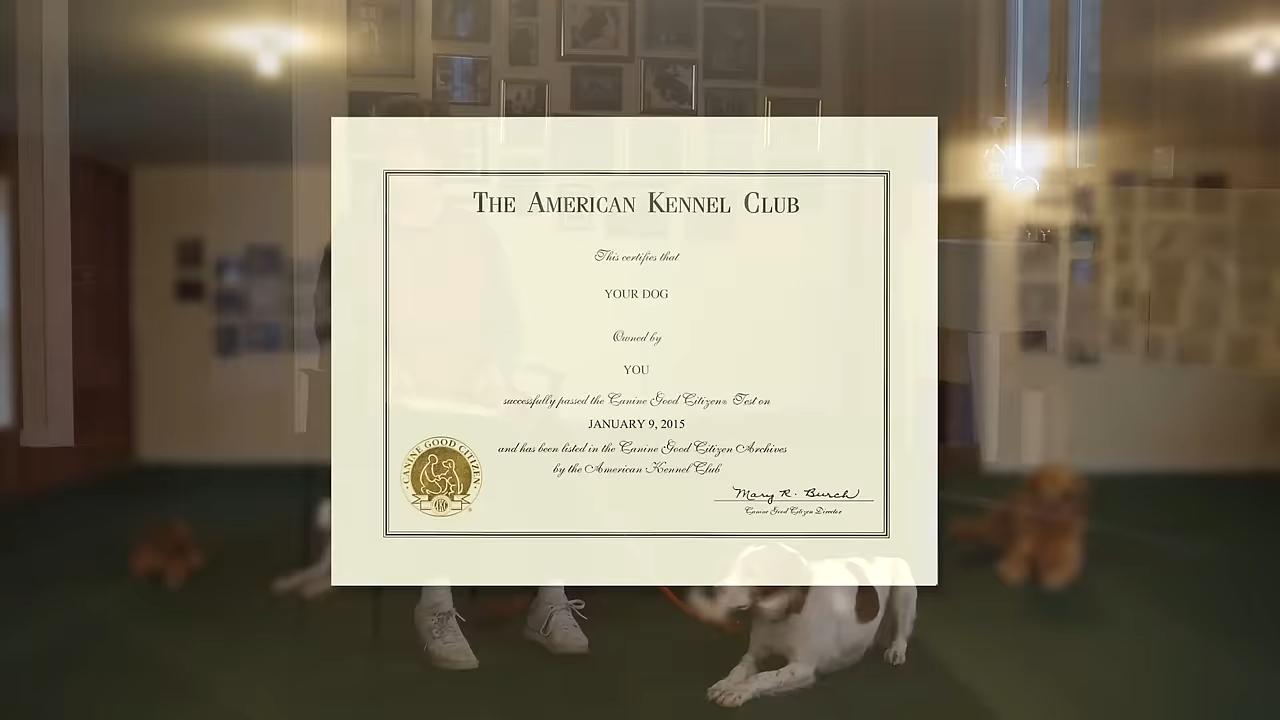 THE AMERICAN KENNEL CLUB
This certifies that
YOUR DOG
Owned by
YOU
successfully passed the Canine Good Citizen® Test on
JANUARY 9, 2015
and has been listed in the Canine Good Citizen Archives
by the American Kennel Club
CANINE GOOD CITIZEN
AKC
Mary R. Burch
Canine Good Citizen Director